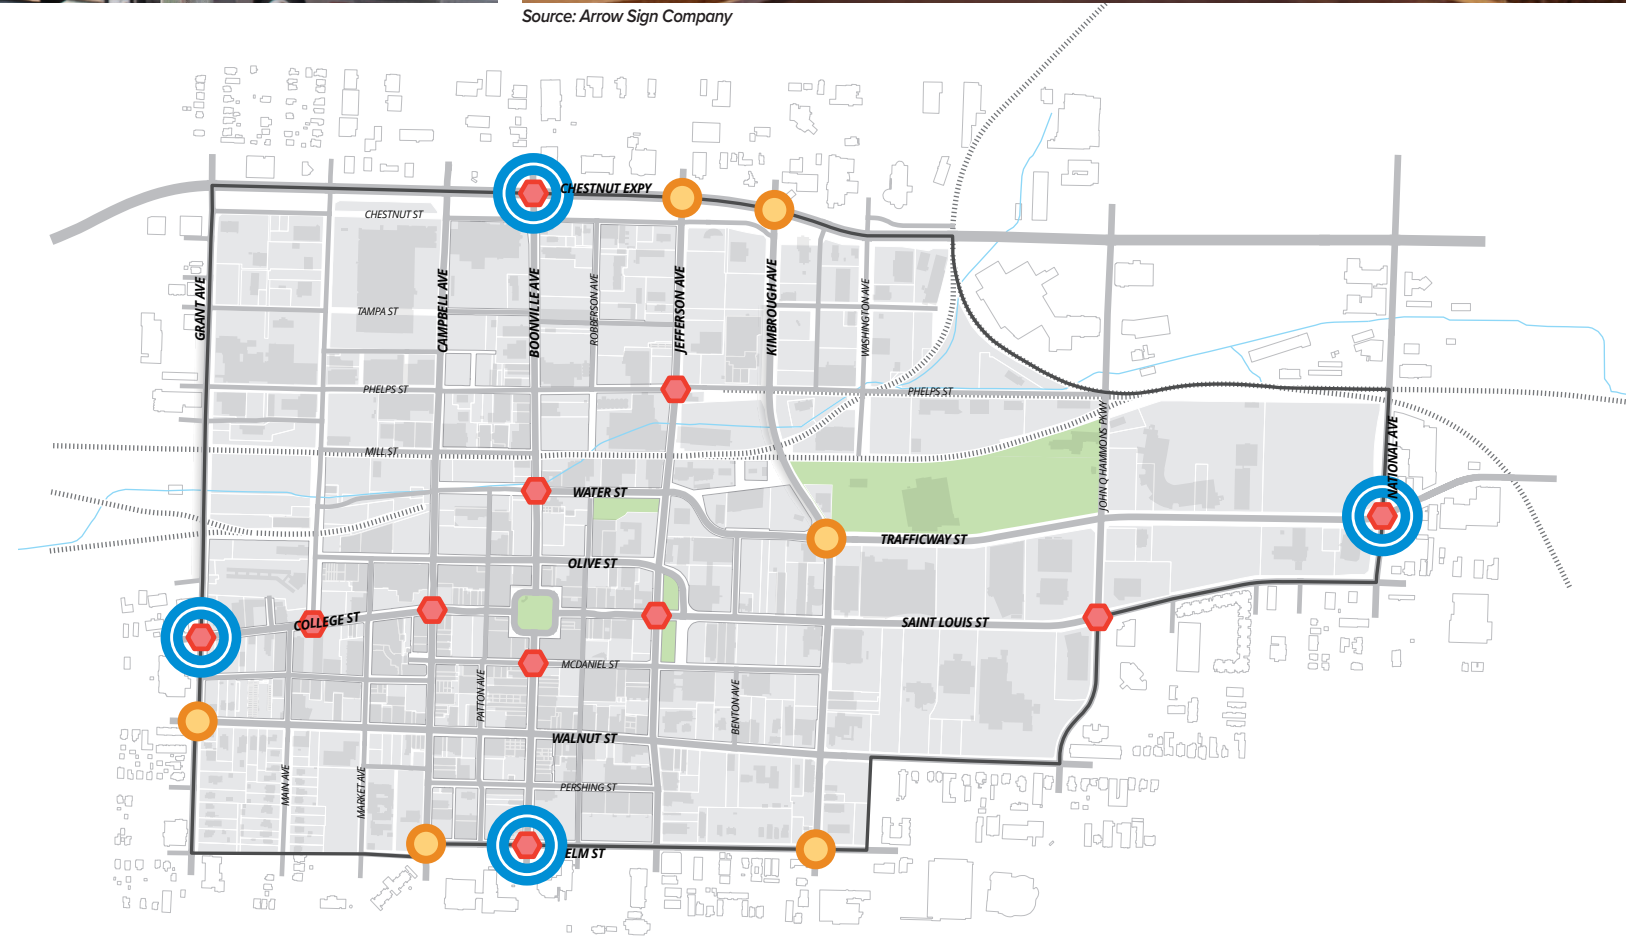 Source: Arrow Sign Company
CHESTNUT EXPY
CHESTNUT ST
GRANT AVE
CAMPBELL AVE
BOONVILLE AVE
ROBBERSON AVE
JEFFERSON AVE
KIMBROUGH AVE
WASHINGTON AVE
TAMPA ST
PHELPS ST
PHELPS ST
JOHN Q HAMMONS PKWY
NATIONAL AVE
MILL ST
WATER ST
TRAFFICWAY ST
OLIVE ST
COLLEGE ST
SAINT LOUIS ST
MCDANIEL ST
PATTON AVE
BENTON AVE
WALNUT ST
MAIN AVE
MARKET AVE
PERSHING ST
ELM ST